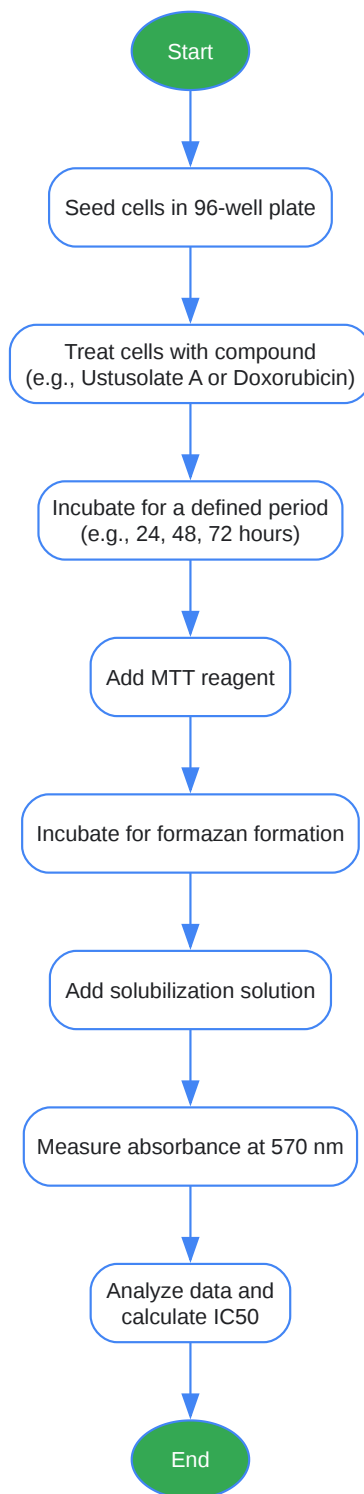 Start
Seed cells in 96-well plate
Treat cells with compound
(e.g., Ustusolate A or Doxorubicin)
Incubate for a defined period
(e.g., 24, 48, 72 hours)
Add MTT reagent
Incubate for formazan formation
Add solubilization solution
Measure absorbance at 570 nm
Analyze data and
calculate IC50
End